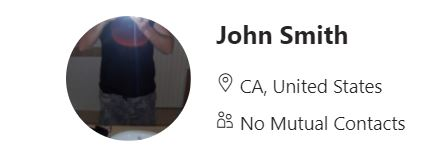 John Smith
CA, United States
No Mutual Contacts